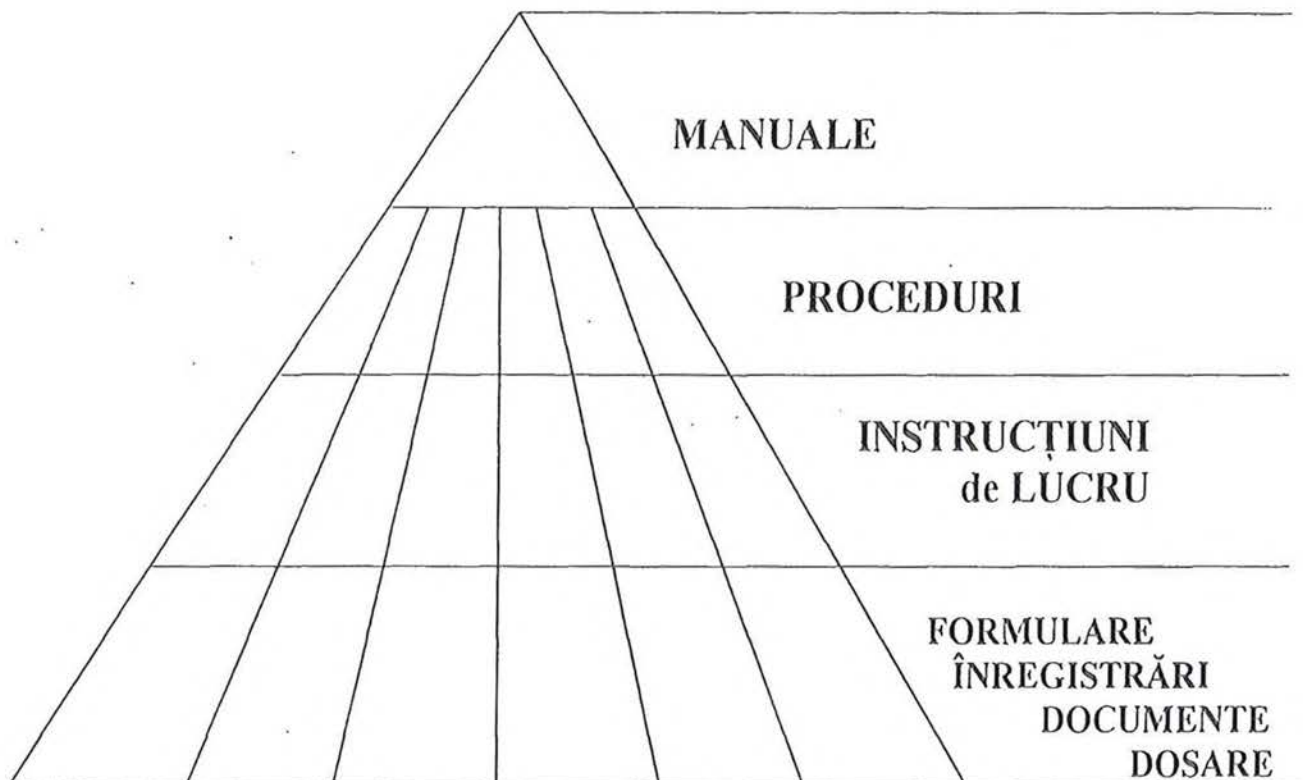 MANUALE
PROCEDURI
INSTRUCȚIUNI
de LUCRU
FORMULARE
ÎNREGISTRĂRI
DOCUMENTE
DOSARE